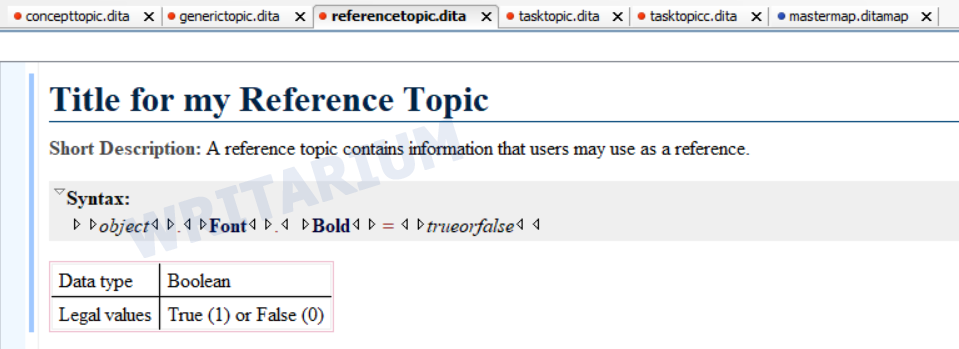 concepttopic.dita generictopic.dita referencetopic.dita tasktopic.dita tasktopicc.dita mastermap.ditamap
Title for my Reference Topic
Short Description: A reference topic contains information that users may use as a reference.
WRITARIUM
Syntax:
object . Font . Bold = trueorfalse
Data type Boolean
Legal values True (1) or False (0)